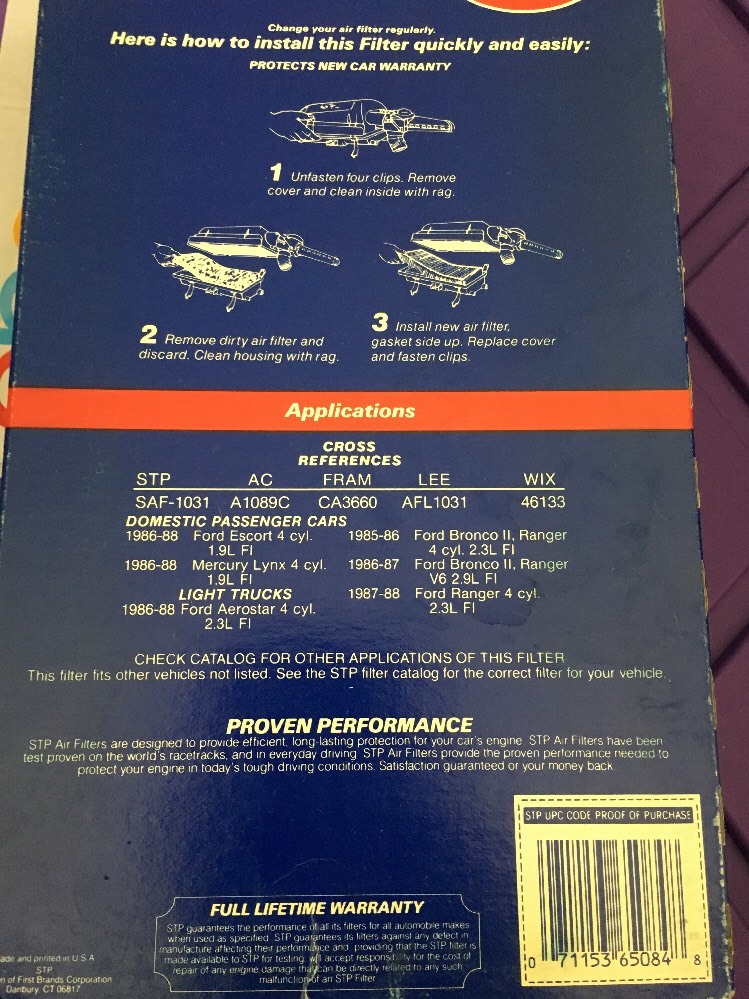 Change your air filter regularly.
Here is how to install this Filter quickly and easily:
PROTECTS NEW CAR WARRANTY
1 Unfasten four clips. Remove
cover and clean inside with rag.
2 Remove dirty air filter and
discard. Clean housing with rag.
3 Install new air filter,
gasket side up. Replace cover
and fasten clips.
Applications
CROSS
REFERENCES
STP AC FRAM LEE WIX
SAF-1031 A1089C CA3660 AFL1031 46133
DOMESTIC PASSENGER CARS
1986-88 Ford Escort 4 cyl.
1.9L FI
1986-88 Mercury Lynx 4 cyl.
1.9L FI
LIGHT TRUCKS
1986-88 Ford Aerostar 4 cyl.
2.3L FI
1985-86 Ford Bronco II, Ranger
4 cyl. 2.3L FI
1986-87 Ford Bronco II, Ranger
V6 2.9L FI
1987-88 Ford Ranger 4 cyl.
2.3L FI
CHECK CATALOG FOR OTHER APPLICATIONS OF THIS FILTER
This filter fits other vehicles not listed. See the STP filter catalog for the correct filter for your vehicle.
PROVEN PERFORMANCE
STP Air Filters are designed to provide efficient, long-lasting protection for your car's engine. STP Air Filters have been
test proven on the world's racetracks, and in everyday driving. STP Air Filters provide the proven performance needed to
protect your engine in today's tough driving conditions. Satisfaction guaranteed or your money back.
STP UPC CODE PROOF OF PURCHASE
0 71153 65084 8
FULL LIFETIME WARRANTY
STP guarantees the performance of all its filters for all automobile makes
when used as specified. STP guarantees its filters against any defect in
manufacture affecting their performance and, providing that the STP filter is
made available to STP for testing, will accept responsibility for the cost of
repair of any engine damage that can be directly related to any such
malfunction of an STP Filter
ade and printed in U S A
STP
n of First Brands Corporation
Danbury, CT 06817